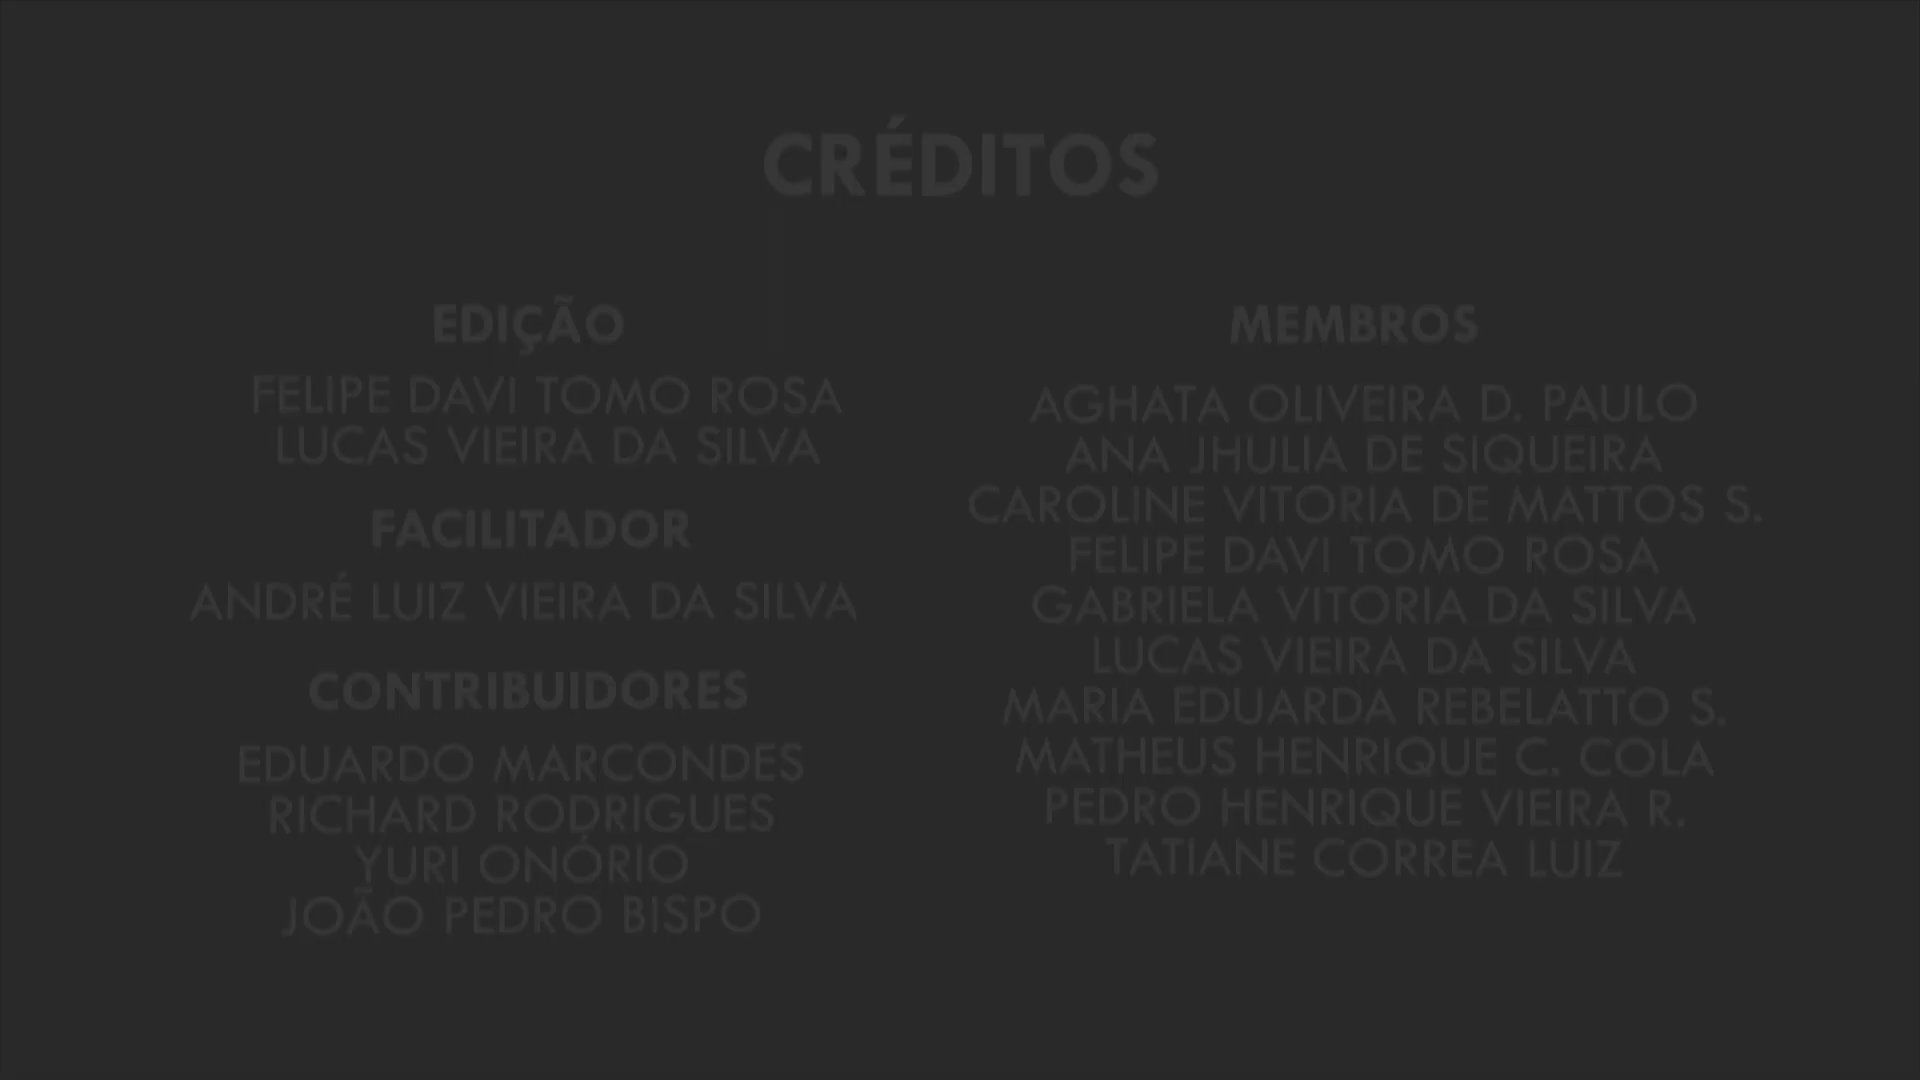 CRÉDITOS
EDIÇÃO
FELIPE DAVI TOMO ROSA
LUCAS VIEIRA DA SILVA
FACILITADOR
ANDRÉ LUIZ VIEIRA DA SILVA
CONTRIBUIDORES
EDUARDO MARCONDES
RICHARD RODRIGUES
YURI ONÓRIO
JOÃO PEDRO BISPO
MEMBROS
AGHATA OLIVEIRA D. PAULO
ANA JHULIA DE SIQUEIRA
CAROLINE VITORIA DE MATTOS S.
FELIPE DAVI TOMO ROSA
GABRIELA VITORIA DA SILVA
LUCAS VIEIRA DA SILVA
MARIA EDUARDA REBELATTO S.
MATHEUS HENRIQUE C. COLA
PEDRO HENRIQUE VIEIRA R.
TATIANE CORREA LUIZ